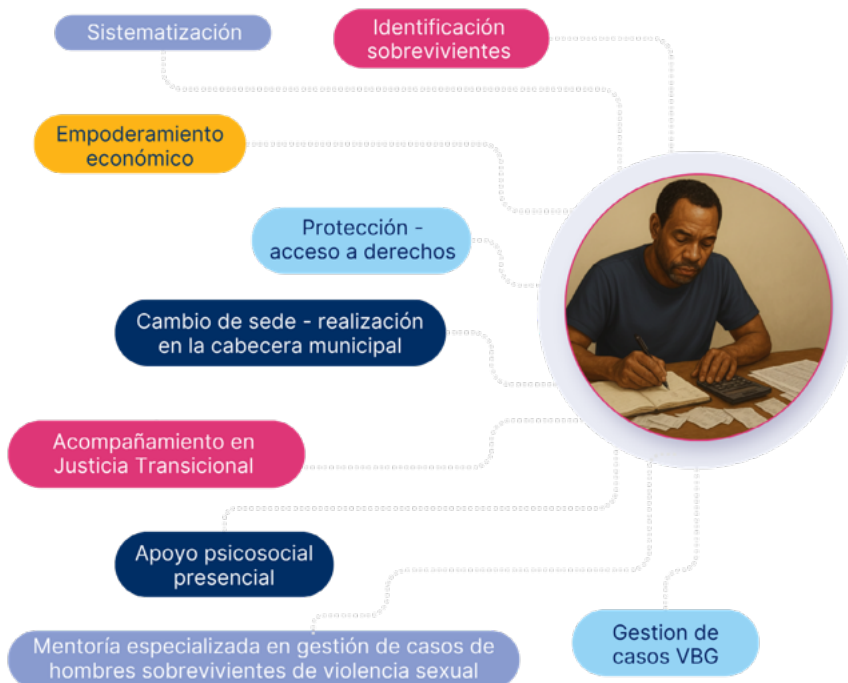 Sistematización
Identificación
sobrevivientes
Empoderamiento
económico
Protección -
acceso a derechos
Cambio de sede - realización
en la cabecera municipal
Acompañamiento en
Justicia Transicional
Apoyo psicosocial
presencial
Mentoría especializada en gestión de casos de
hombres sobrevivientes de violencia sexual
Gestion de
casos VBG